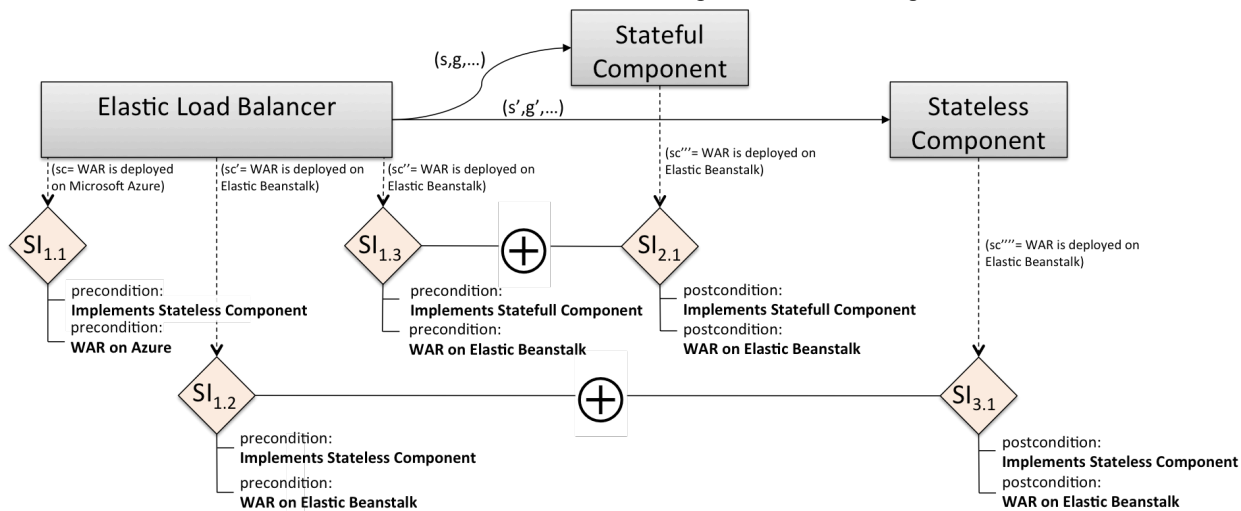 Stateful
Component
(s,g,...)
Elastic Load Balancer
(s′,g′,...)
Stateless
Component
(sc= WAR is deployed
on Microsoft Azure)
(sc′= WAR is deployed on
Elastic Beanstalk)
(sc′′= WAR is deployed on
Elastic Beanstalk)
(sc′′′= WAR is deployed on
Elastic Beanstalk)
(sc′′′′= WAR is deployed on
Elastic Beanstalk)
SI1.1
SI1.3
SI2.1
precondition:
Implements Stateless Component
precondition:
WAR on Azure
precondition:
Implements Statefull Component
precondition:
WAR on Elastic Beanstalk
postcondition:
Implements Statefull Component
postcondition:
WAR on Elastic Beanstalk
SI1.2
SI3.1
precondition:
Implements Stateless Component
precondition:
WAR on Elastic Beanstalk
postcondition:
Implements Stateless Component
postcondition:
WAR on Elastic Beanstalk